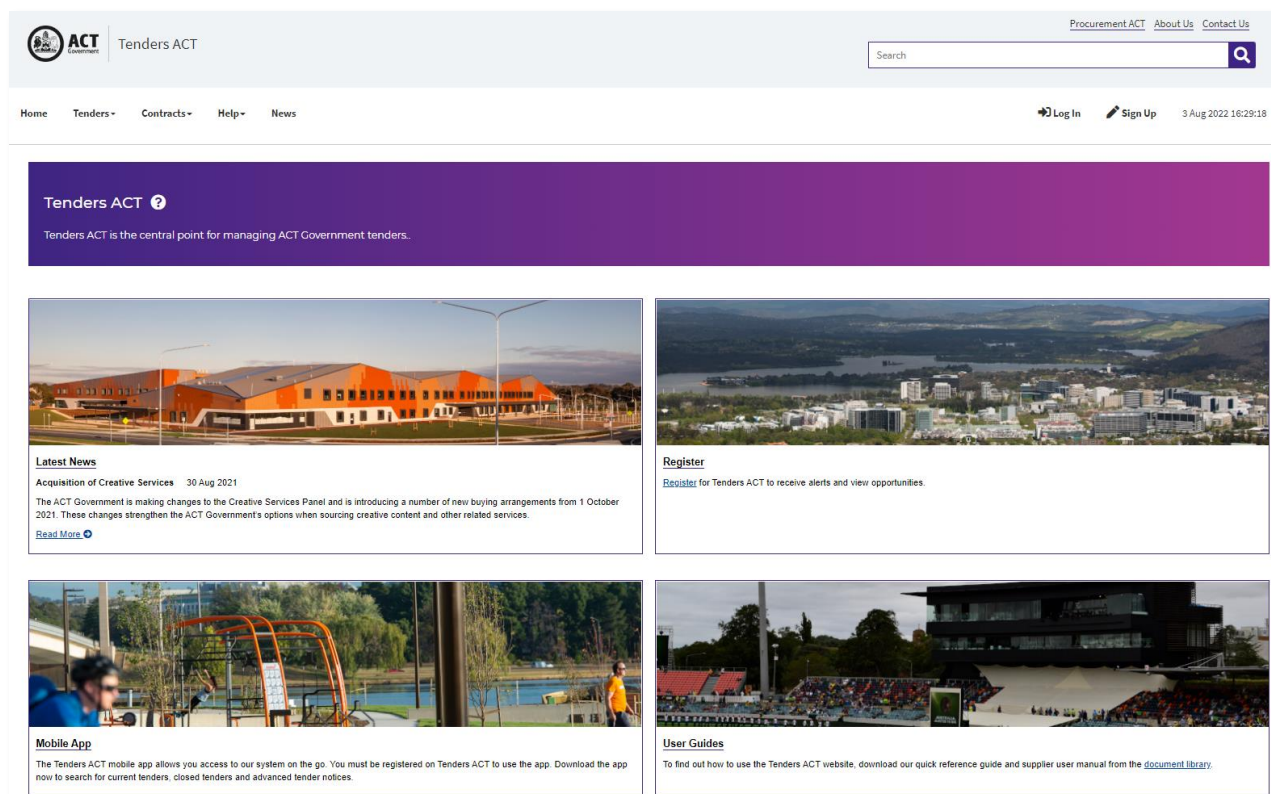 Procurement ACT About Us Contact Us
ACT
Government
Tenders ACT
Search
Home Tenders Contracts Help News
Log In Sign Up 3 Aug 2022 16:29:18
Tenders ACT ?
Tenders ACT is the central point for managing ACT Government tenders..
Latest News
Acquisition of Creative Services 30 Aug 2021
The ACT Government is making changes to the Creative Services Panel and is introducing a number of new buying arrangements from 1 October
2021. These changes strengthen the ACT Government's options when sourcing creative content and other related services.
Read More
Register
Register for Tenders ACT to receive alerts and view opportunities.
Mobile App
The Tenders ACT mobile app allows you access to our system on the go. You must be registered on Tenders ACT to use the app. Download the app
now to search for current tenders, closed tenders and advanced tender notices.
User Guides
To find out how to use the Tenders ACT website, download our quick reference guide and supplier user manual from the document library.